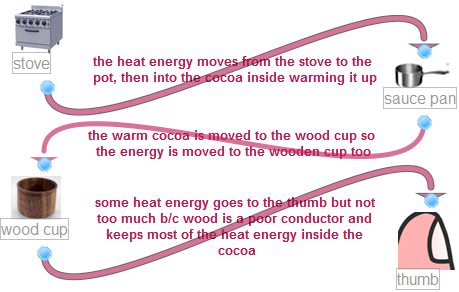 stove
the heat energy moves from the stove to the
pot, then into the cocoa inside warming it up
sauce pan
the warm cocoa is moved to the wood cup so
the energy is moved to the wooden cup too
wood cup
some heat energy goes to the thumb but not
too much b/c wood is a poor conductor and
keeps most of the heat energy inside the
cocoa
thumb